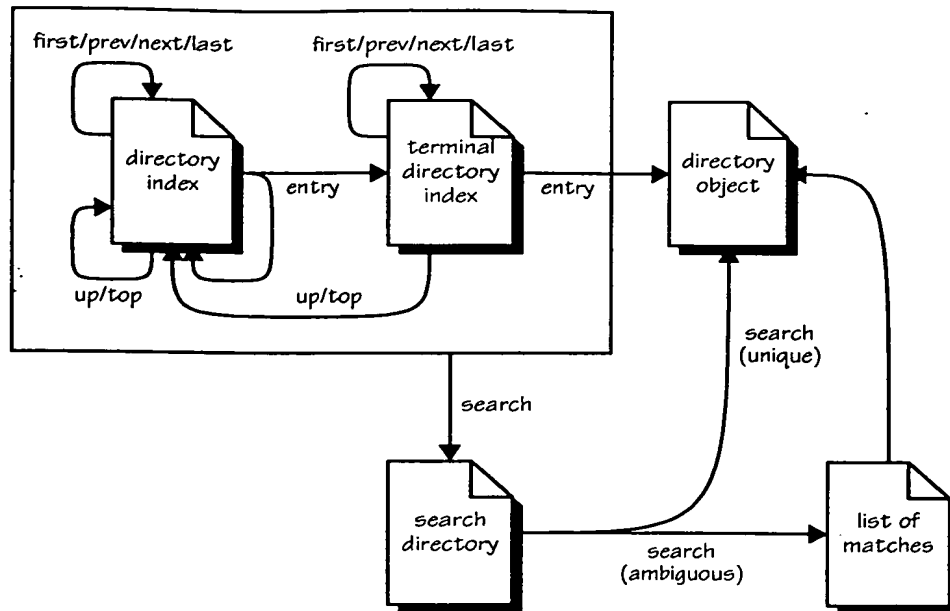 first/prev/next/last
first/prev/next/last
directory
index
entry
terminal
directory
index
entry
directory
object
up/top
up/top
search
(unique)
search
search
directory
search
(ambiguous)
list of
matches